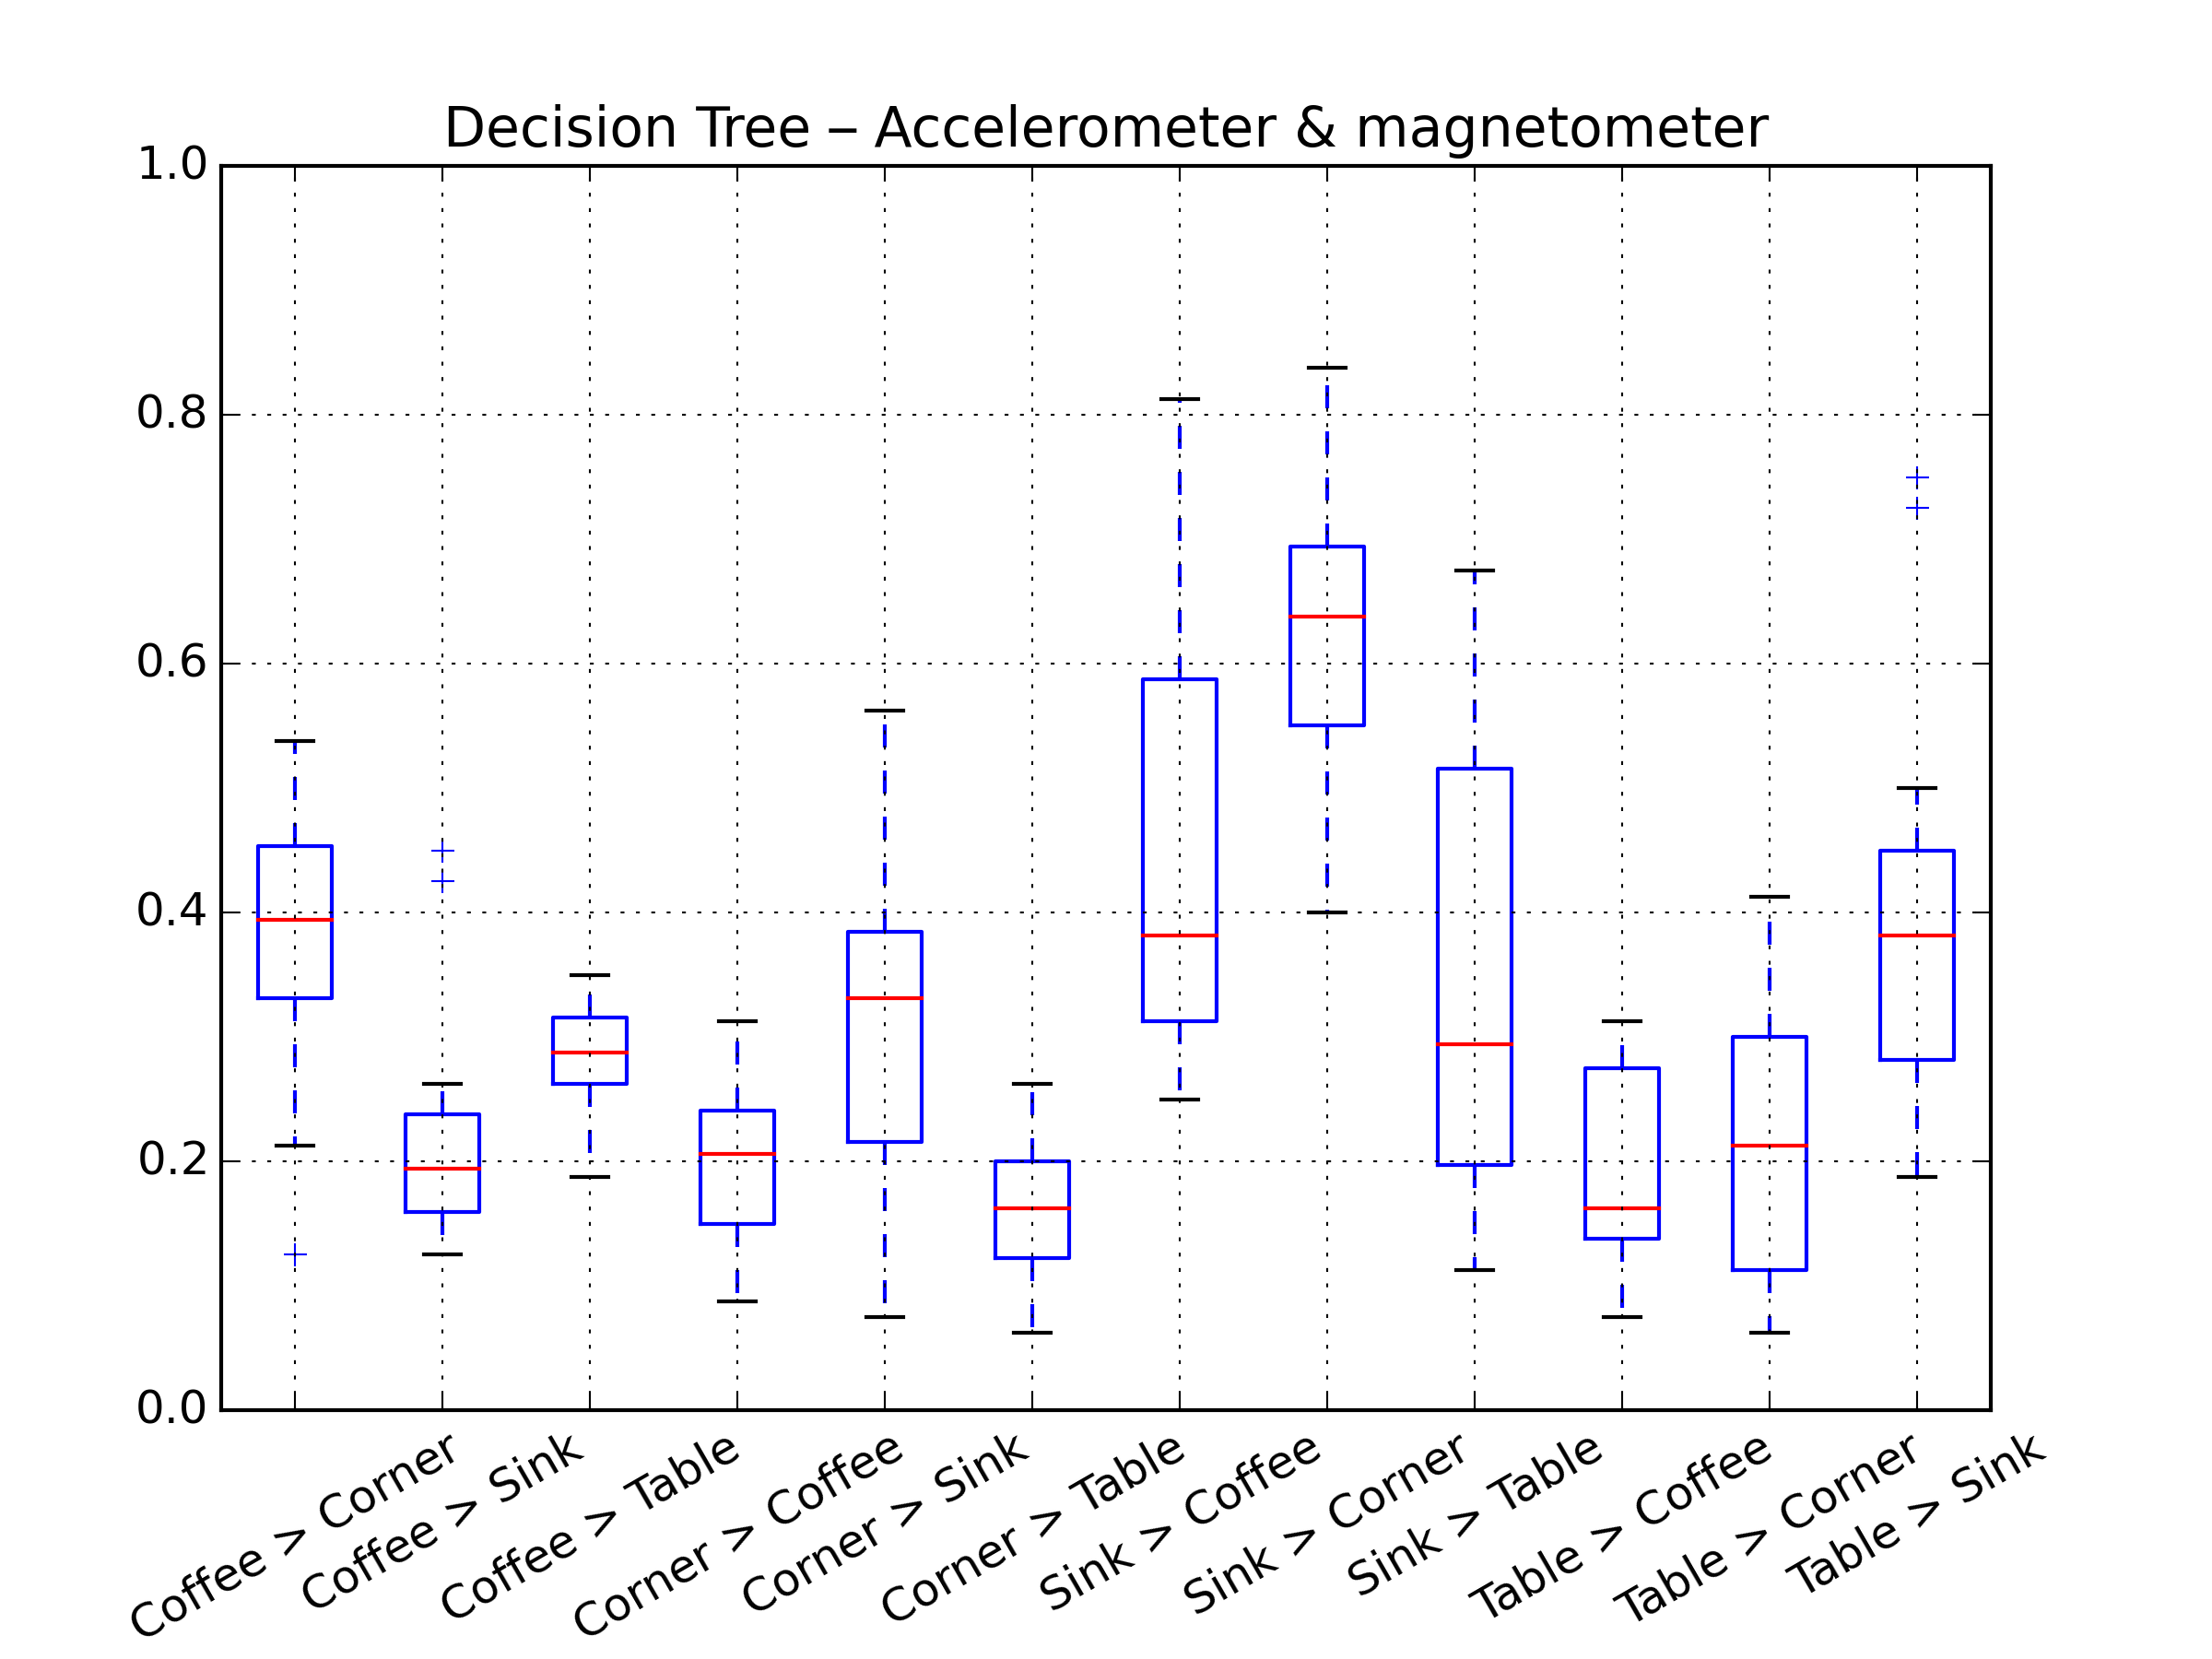 Decision Tree − Accelerometer & magnetometer
1.0
0.8
0.6
0.4
0.2
0.0
Coffee > Corner
Coffee > Sink
Coffee > Table
Corner > Coffee
Corner > Sink
Corner > Table
Sink > Coffee
Sink > Corner
Sink > Table
Table > Coffee
Table > Corner
Table > Sink